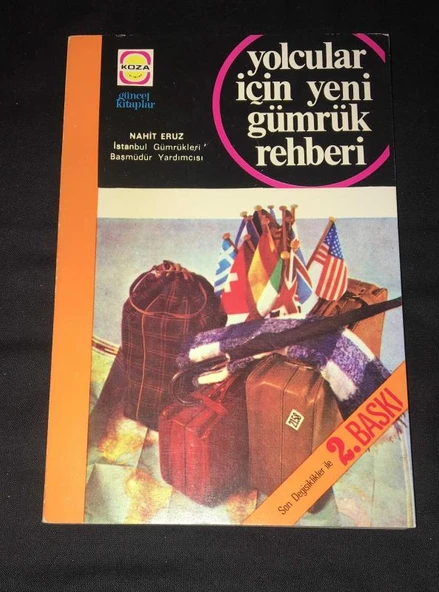 KOZA
güncel
kitaplar
NAHİT ERUZ
İstanbul Gümrükleri
Başmüdür Yardımcısı
yolcular
için yeni
gümrük
rehberi
Son Değişiklikler ile
2. BASKI